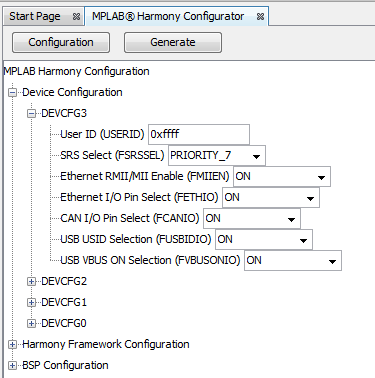 Start Page MPLAB® Harmony Configurator
Configuration Generate
MPLAB Harmony Configuration
Device Configuration
DEVCFG3
User ID (USERID) 0xffff
SRS Select (FSRSSEL) PRIORITY_7
Ethernet RMII/MII Enable (FMIIEN) ON
Ethernet I/O Pin Select (FETHIO) ON
CAN I/O Pin Select (FCANIO) ON
USB USID Selection (FUSBIDIO) ON
USB VBUS ON Selection (FVBUSONIO) ON
DEVCFG2
DEVCFG1
DEVCFG0
Harmony Framework Configuration
BSP Configuration